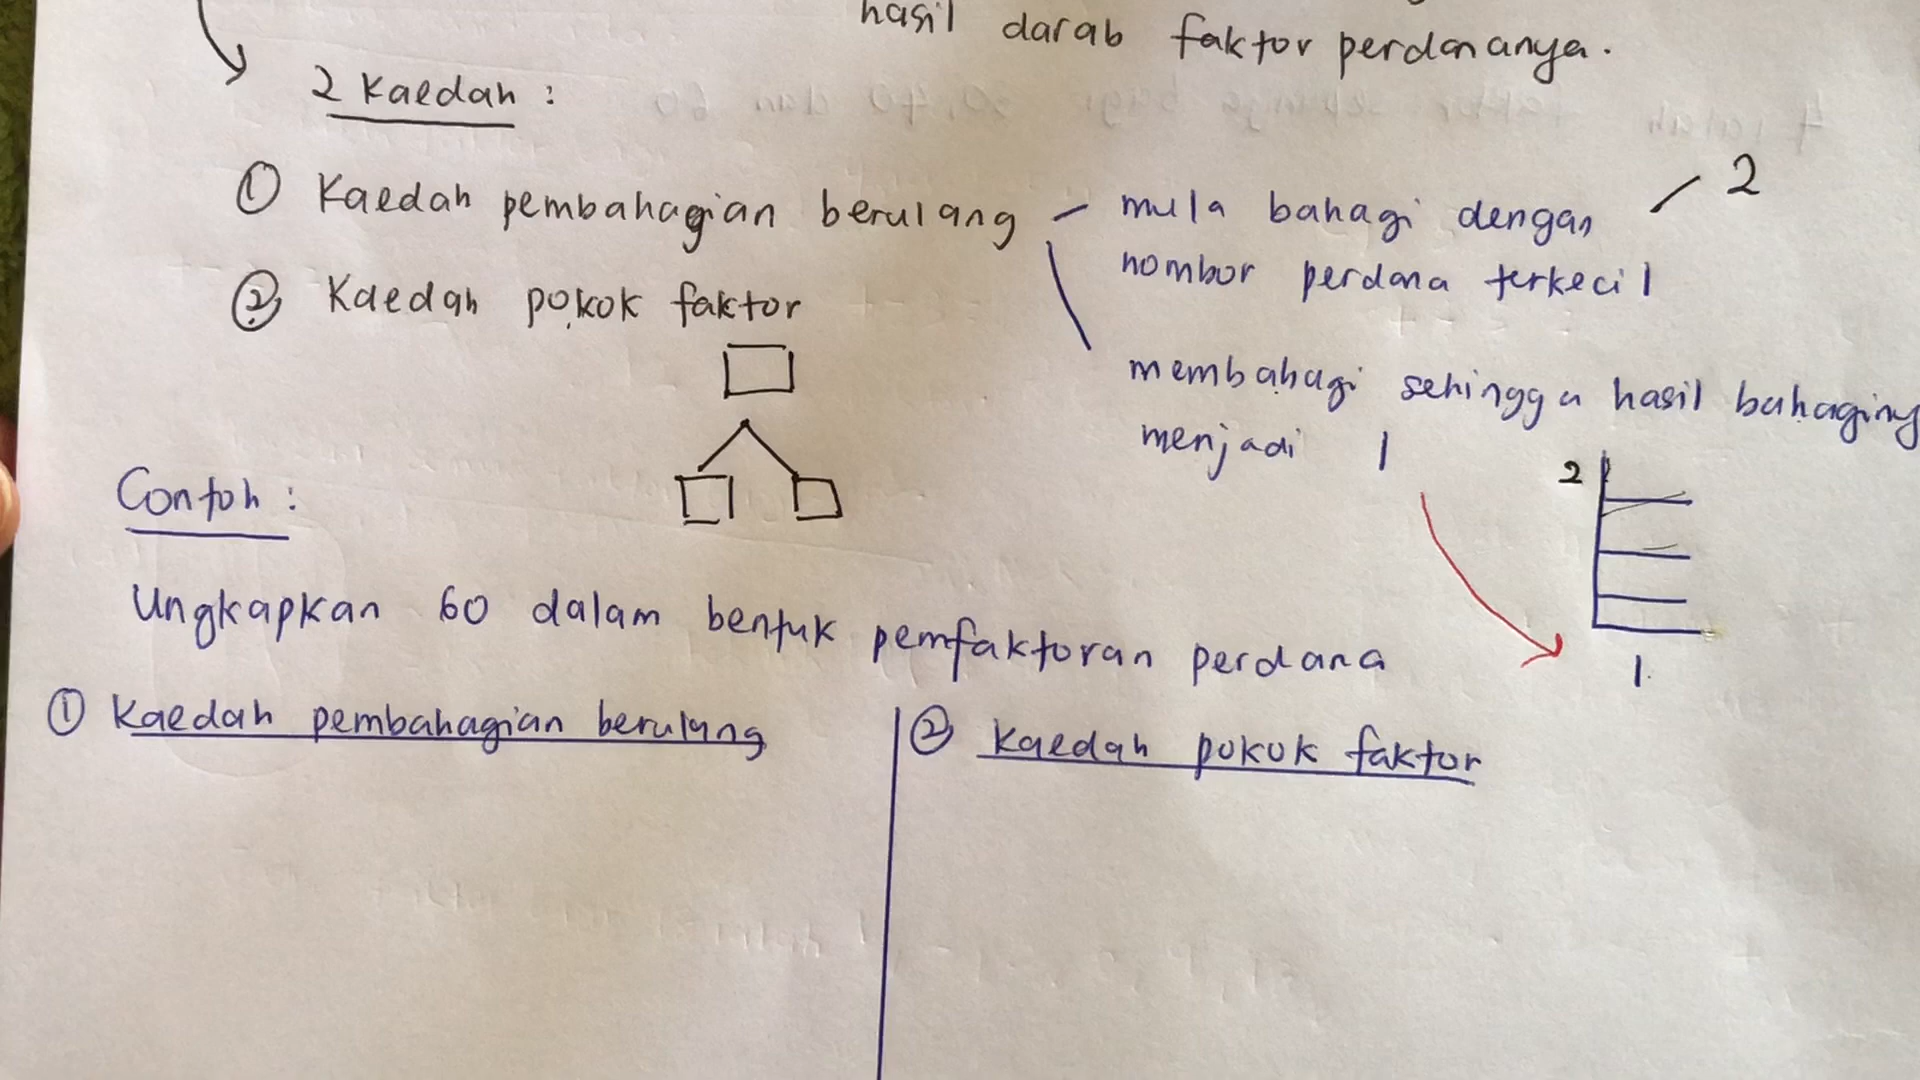 hasil darab faktor perdananya.
2 Kaedah :
① Kaedah pembahagian berulang
mula bahagi dengan
2
nombor perdana terkecil
② Kaedah pokok faktor
membahagi sehingga hasil bahaginy
menjadi 1
2
1.
Contoh :
Ungkapkan 60 dalam bentuk pemfaktoran perdana
① Kaedah pembahagian berulang
② Kaedah pokok faktor